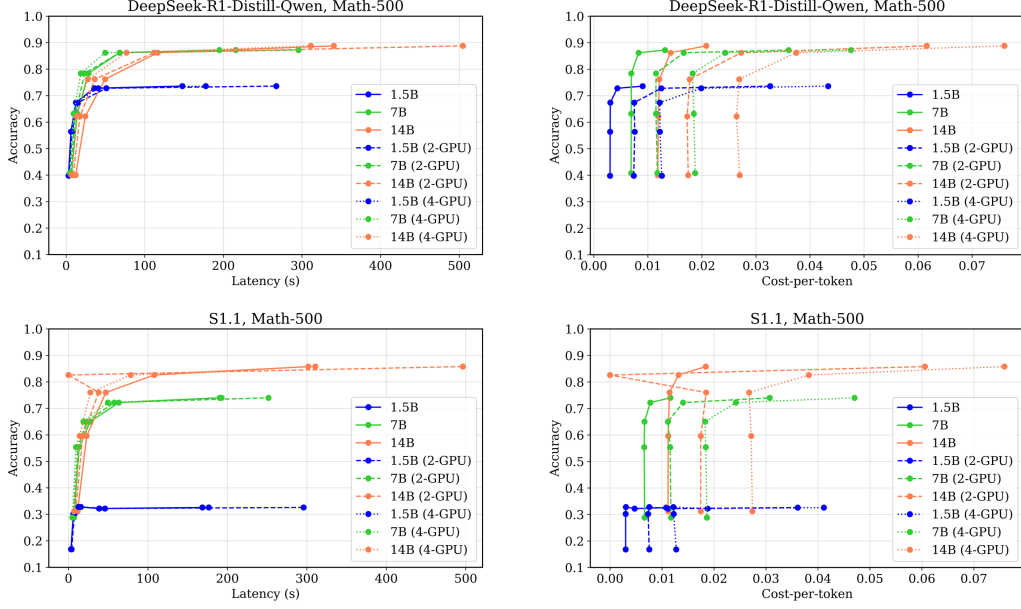 DeepSeek-R1-Distill-Qwen, Math-500
1.0
0.9
0.8
0.7
0.6
0.5
0.4
0.3
0.2
0.1
Accuracy
0
100
200
300
400
500
Latency (s)
1.5B
7B
14B
1.5B (2-GPU)
7B (2-GPU)
14B (2-GPU)
1.5B (4-GPU)
7B (4-GPU)
14B (4-GPU)
DeepSeek-R1-Distill-Qwen, Math-500
1.0
0.9
0.8
0.7
0.6
0.5
0.4
0.3
0.2
0.1
Accuracy
0.00
0.01
0.02
0.03
0.04
0.05
0.06
0.07
Cost-per-token
1.5B
7B
14B
1.5B (2-GPU)
7B (2-GPU)
14B (2-GPU)
1.5B (4-GPU)
7B (4-GPU)
14B (4-GPU)
S1.1, Math-500
1.0
0.9
0.8
0.7
0.6
0.5
0.4
0.3
0.2
0.1
Accuracy
0
100
200
300
400
500
Latency (s)
1.5B
7B
14B
1.5B (2-GPU)
7B (2-GPU)
14B (2-GPU)
1.5B (4-GPU)
7B (4-GPU)
14B (4-GPU)
S1.1, Math-500
1.0
0.9
0.8
0.7
0.6
0.5
0.4
0.3
0.2
0.1
Accuracy
0.00
0.01
0.02
0.03
0.04
0.05
0.06
0.07
Cost-per-token
1.5B
7B
14B
1.5B (2-GPU)
7B (2-GPU)
14B (2-GPU)
1.5B (4-GPU)
7B (4-GPU)
14B (4-GPU)